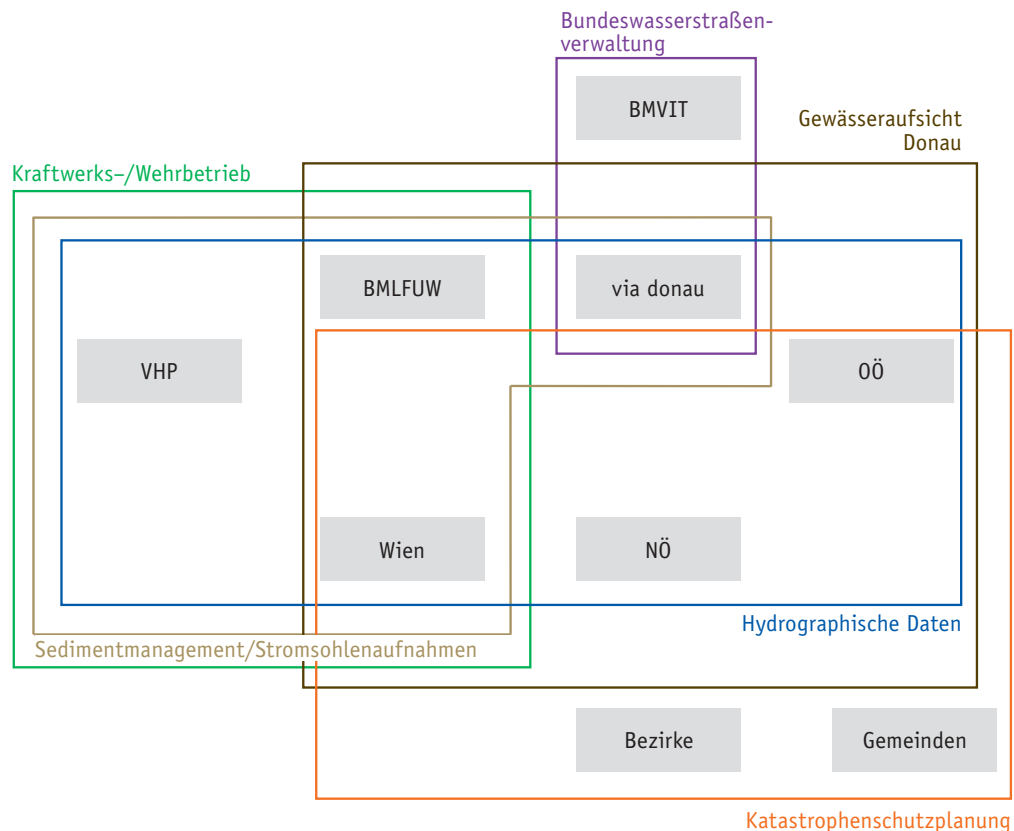 Bundeswasserstraßen-
verwaltung
BMVIT
Gewässeraufsicht
Donau
Kraftwerks–/Wehrbetrieb
BMLFUW
via donau
VHP
OÖ
Wien
NÖ
Hydrographische Daten
Sedimentmanagement/Stromsohlenaufnahmen
Bezirke
Gemeinden
Katastrophenschutzplanung